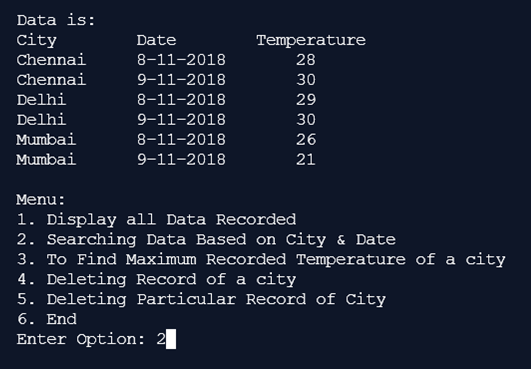 Data is:
City Date Temperature
Chennai 8-11-2018 28
Chennai 9-11-2018 30
Delhi 8-11-2018 29
Delhi 9-11-2018 30
Mumbai 8-11-2018 26
Mumbai 9-11-2018 21
Menu:
1. Display all Data Recorded
2. Searching Data Based on City & Date
3. To Find Maximum Recorded Temperature of a city
4. Deleting Record of a city
5. Deleting Particular Record of City
6. End
Enter Option: 2